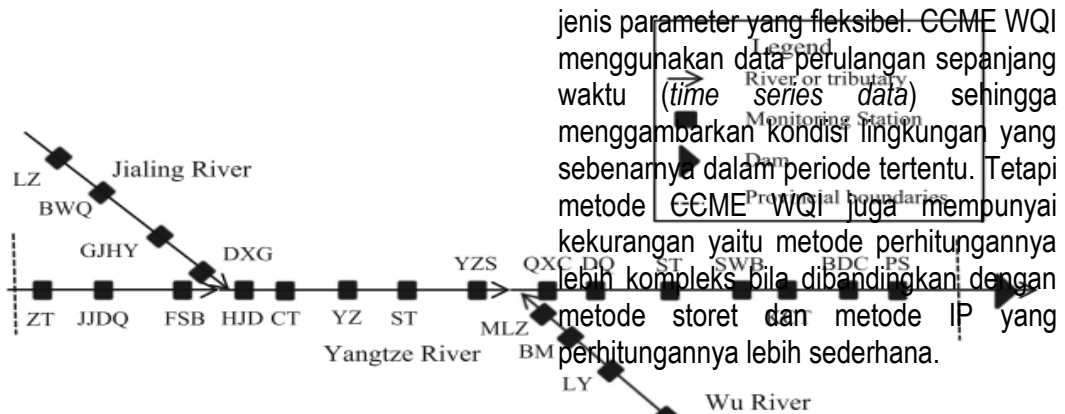 jenis parameter yang fleksibel. CCME WQI
menggunakan data perulangan sepanjang
waktu (time series data) sehingga
menggambarkan kondisi lingkungan yang
sebenarnya dalam periode tertentu. Tetapi
metode CCME WQI juga mempunyai
kekurangan yaitu metode perhitungannya
lebih kompleks bila dibandingkan dengan
metode storet dan metode IP yang
perhitungannya lebih sederhana.
Legend
River or tributary
Monitoring Station
Dam
Provincial boundaries
LZ
Jialing River
BWQ
GJHY
DXG
YZS QXC DQ ST SWB BDC PS
ZT JJDQ FSB HJD CT YZ ST
MLZ
Yangtze River
BM
LY
Wu River